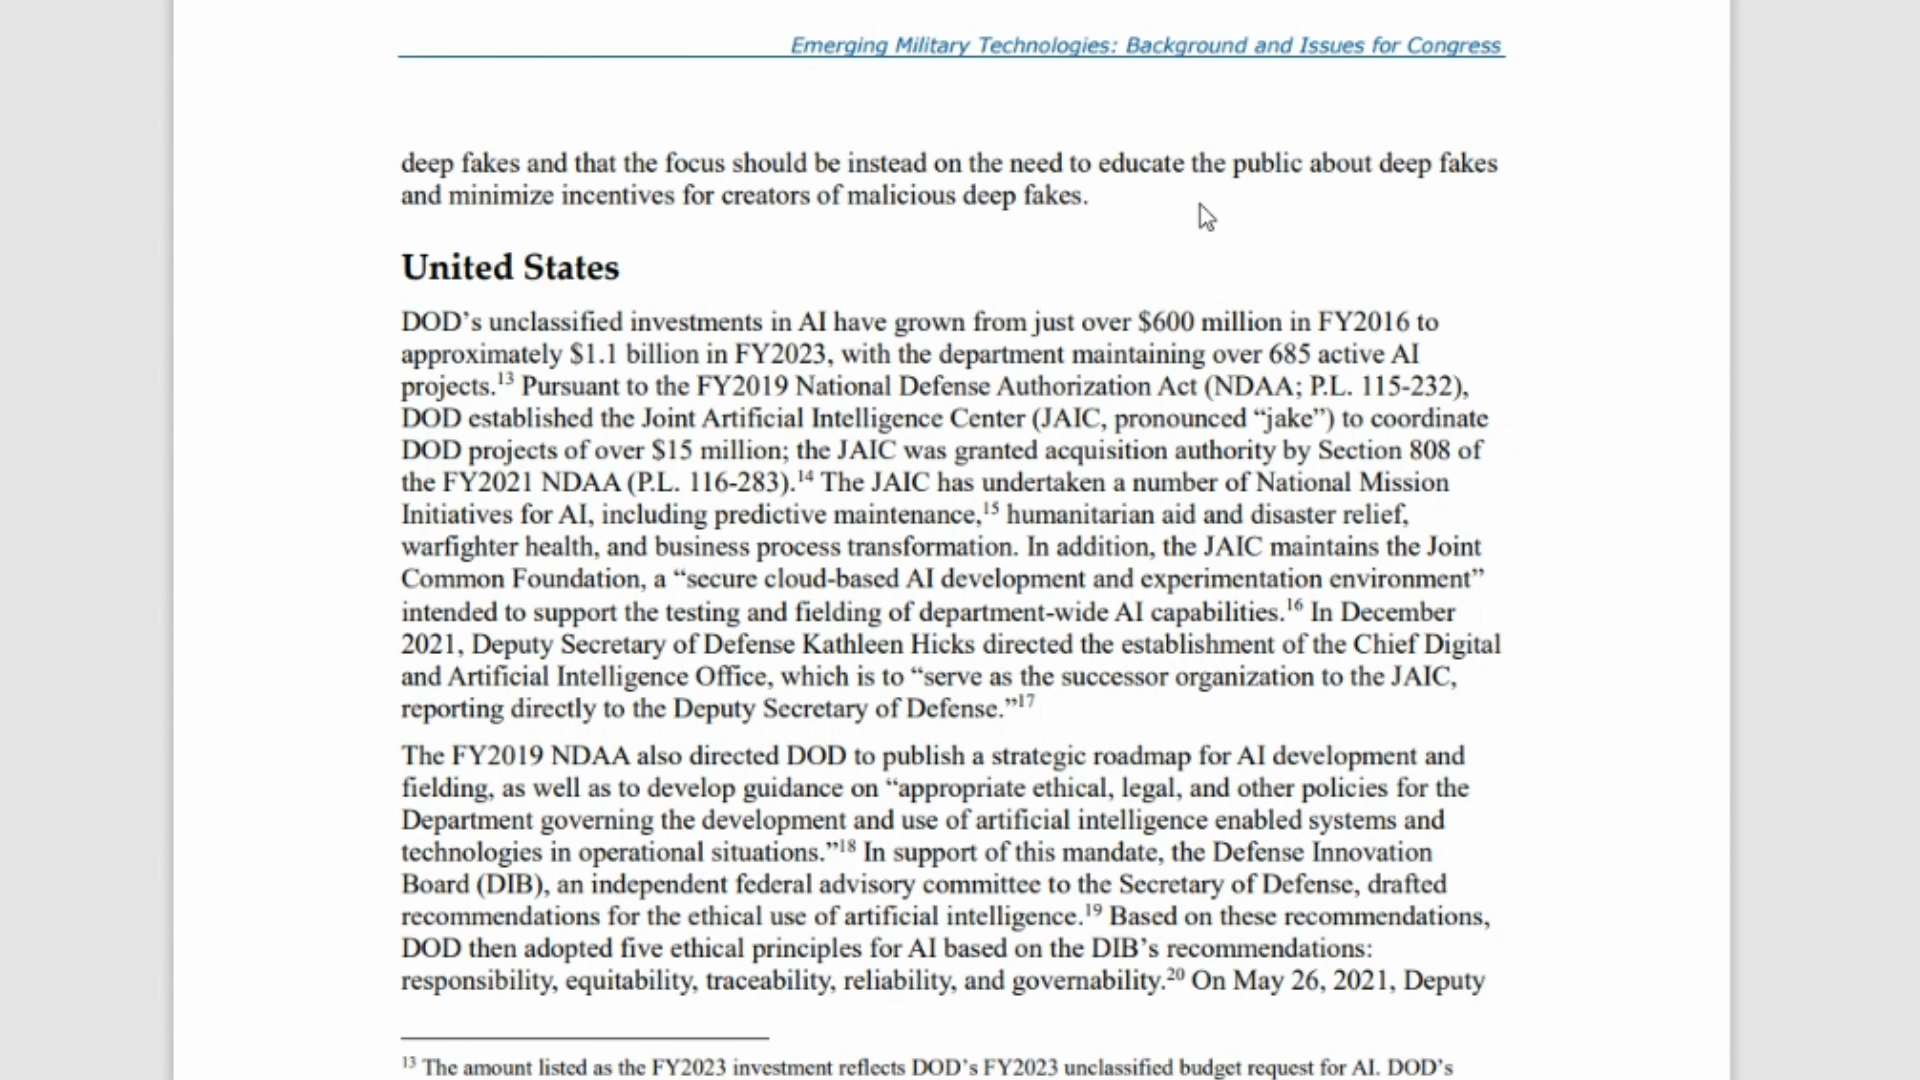 Emerging Military Technologies: Background and Issues for Congress
deep fakes and that the focus should be instead on the need to educate the public about deep fakes
and minimize incentives for creators of malicious deep fakes.
United States
DOD’s unclassified investments in AI have grown from just over $600 million in FY2016 to
approximately $1.1 billion in FY2023, with the department maintaining over 685 active AI
projects.13 Pursuant to the FY2019 National Defense Authorization Act (NDAA; P.L. 115-232),
DOD established the Joint Artificial Intelligence Center (JAIC, pronounced “jake”) to coordinate
DOD projects of over $15 million; the JAIC was granted acquisition authority by Section 808 of
the FY2021 NDAA (P.L. 116-283).14 The JAIC has undertaken a number of National Mission
Initiatives for AI, including predictive maintenance,15 humanitarian aid and disaster relief,
warfighter health, and business process transformation. In addition, the JAIC maintains the Joint
Common Foundation, a “secure cloud-based AI development and experimentation environment”
intended to support the testing and fielding of department-wide AI capabilities.16 In December
2021, Deputy Secretary of Defense Kathleen Hicks directed the establishment of the Chief Digital
and Artificial Intelligence Office, which is to “serve as the successor organization to the JAIC,
reporting directly to the Deputy Secretary of Defense.”17
The FY2019 NDAA also directed DOD to publish a strategic roadmap for AI development and
fielding, as well as to develop guidance on “appropriate ethical, legal, and other policies for the
Department governing the development and use of artificial intelligence enabled systems and
technologies in operational situations.”18 In support of this mandate, the Defense Innovation
Board (DIB), an independent federal advisory committee to the Secretary of Defense, drafted
recommendations for the ethical use of artificial intelligence.19 Based on these recommendations,
DOD then adopted five ethical principles for AI based on the DIB’s recommendations:
responsibility, equitability, traceability, reliability, and governability.20 On May 26, 2021, Deputy
13 The amount listed as the FY2023 investment reflects DOD’s FY2023 unclassified budget request for AI. DOD’s